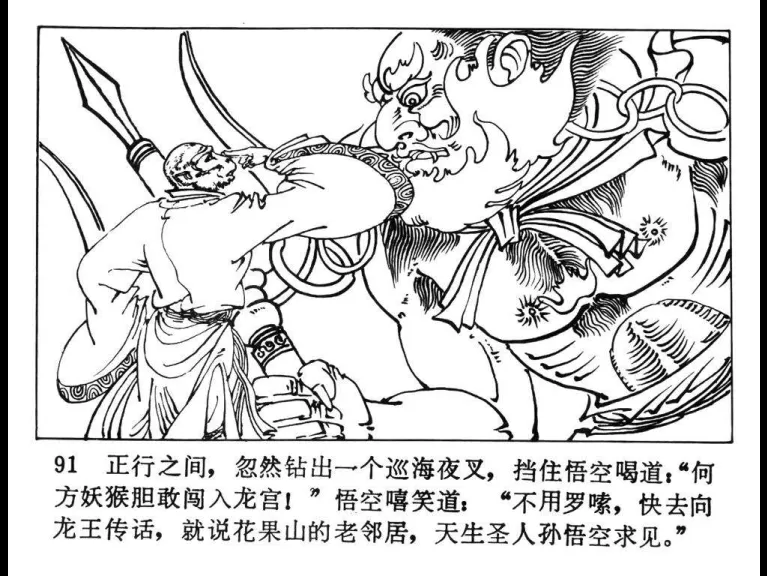 91 正行之间，忽然钻出一个巡海夜叉，挡住悟空喝道：“何
方妖猴胆敢闯入龙宫！”悟空嘻笑道：“不用罗嗦，快去向
龙王传话，就说花果山的老邻居，天生圣人孙悟空求见。”